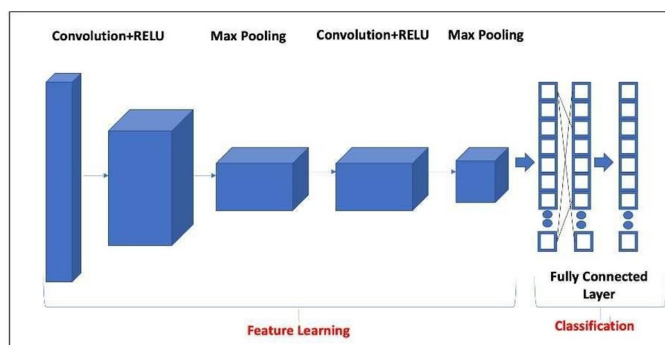 Convolution+RELU
Max Pooling
Convolution+RELU
Max Pooling
Fully Connected
Layer
Feature Learning
Classification